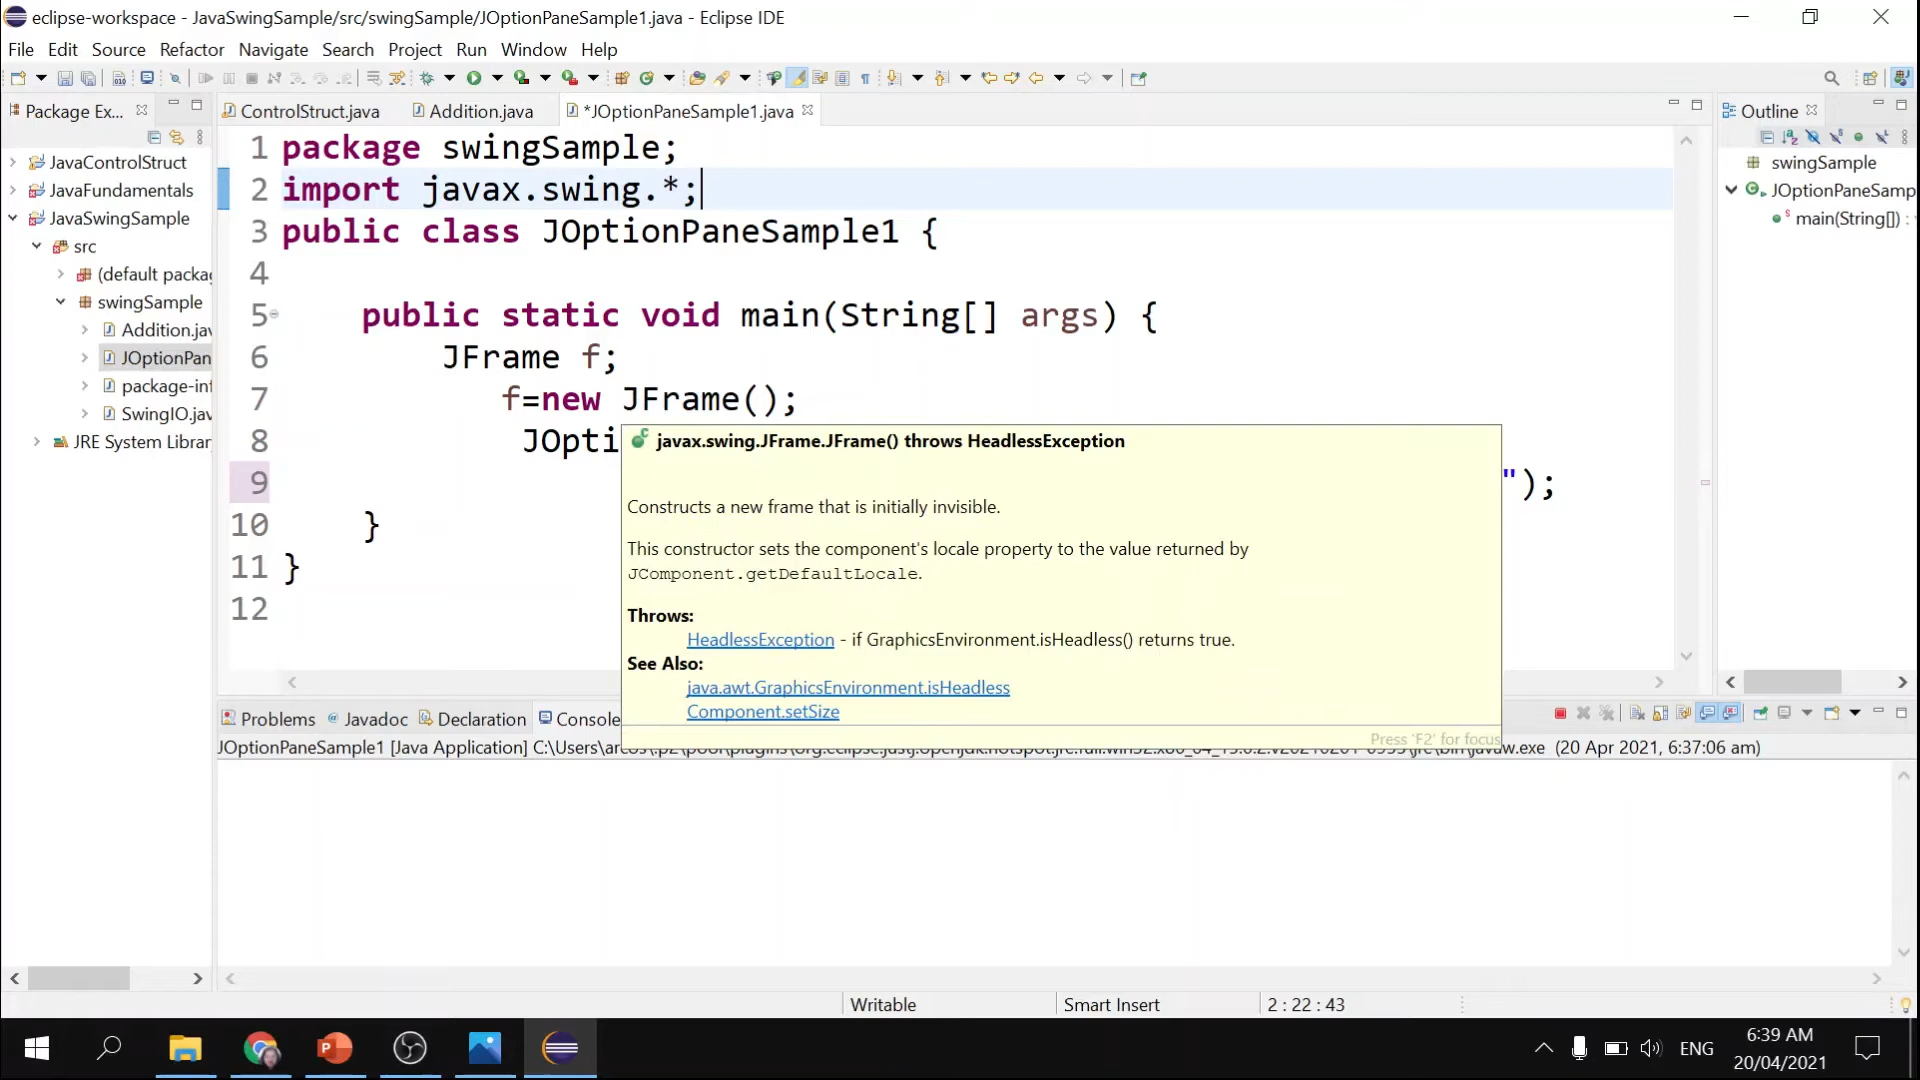 eclipse-workspace - JavaSwingSample/src/swingSample/JOptionPaneSample1.java - Eclipse IDE
File Edit Source Refactor Navigate Search Project Run Window Help
Package Ex...
ControlStruct.java
Addition.java
*JOptionPaneSample1.java
Outline
JavaControlStruct
JavaFundamentals
JavaSwingSample
src
(default packag
swingSample
Addition.jav
JOptionPan
package-inf
SwingIO.jav
JRE System Librar
1 package swingSample;
2 import javax.swing.*;
3 public class JOptionPaneSample1 {
4
5 public static void main(String[] args) {
6 JFrame f;
7 f=new JFrame();
8 JOpti
9 ");
10 }
11 }
12
javax.swing.JFrame.JFrame() throws HeadlessException
Constructs a new frame that is initially invisible.
This constructor sets the component's locale property to the value returned by
JComponent.getDefaultLocale.
Throws:
HeadlessException - if GraphicsEnvironment.isHeadless() returns true.
See Also:
java.awt.GraphicsEnvironment.isHeadless
Component.setSize
Press 'F2' for focus
swingSample
JOptionPaneSamp
main(String[]) :
Problems Javadoc Declaration Console
JOptionPaneSample1 [Java Application] (20 Apr 2021, 6:37:06 am)
Writable
Smart Insert
2 : 22 : 43
ENG
6:39 AM
20/04/2021